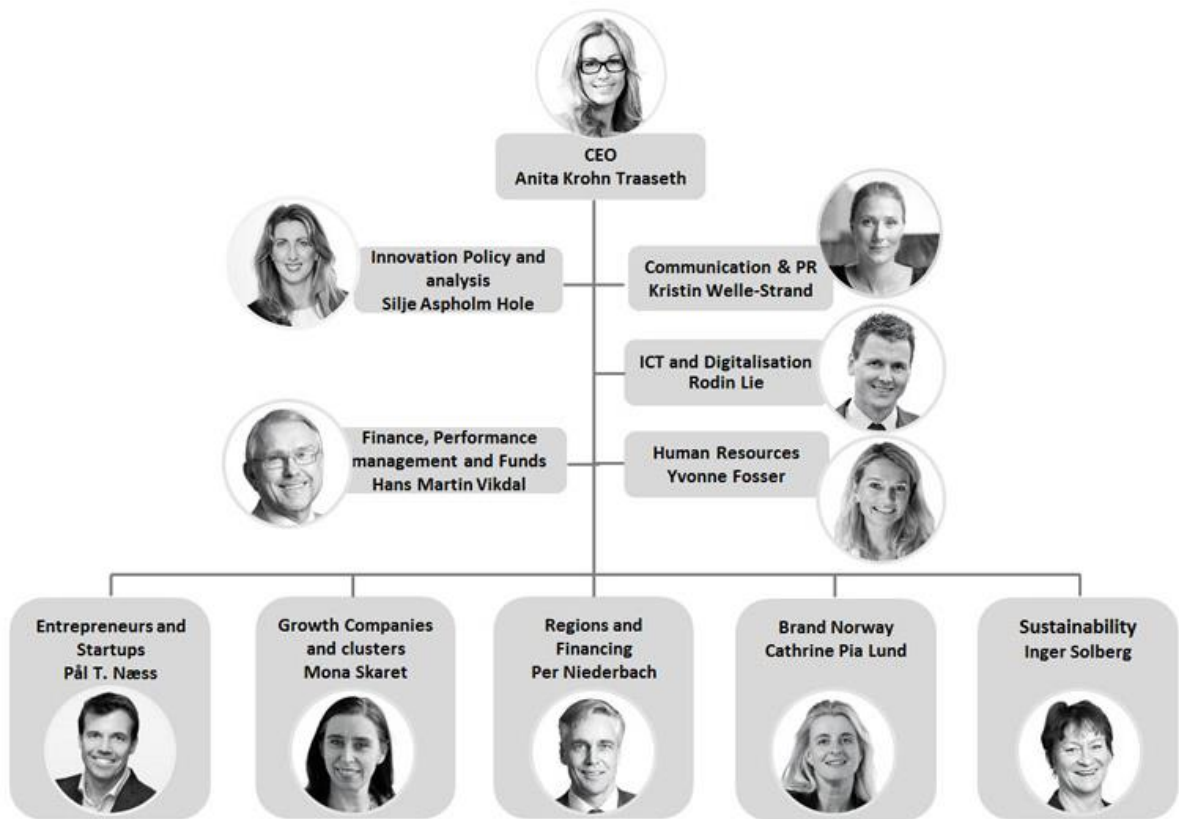 CEO
Anita Krohn Traaseth
Innovation Policy and
analysis
Silje Aspholm Hole
Communication & PR
Kristin Welle-Strand
ICT and Digitalisation
Rodin Lie
Finance, Performance
management and Funds
Hans Martin Vikdal
Human Resources
Yvonne Fosser
Entrepreneurs and
Startups
Pål T. Næss
Growth Companies
and clusters
Mona Skaret
Regions and
Financing
Per Niederbach
Brand Norway
Cathrine Pia Lund
Sustainability
Inger Solberg